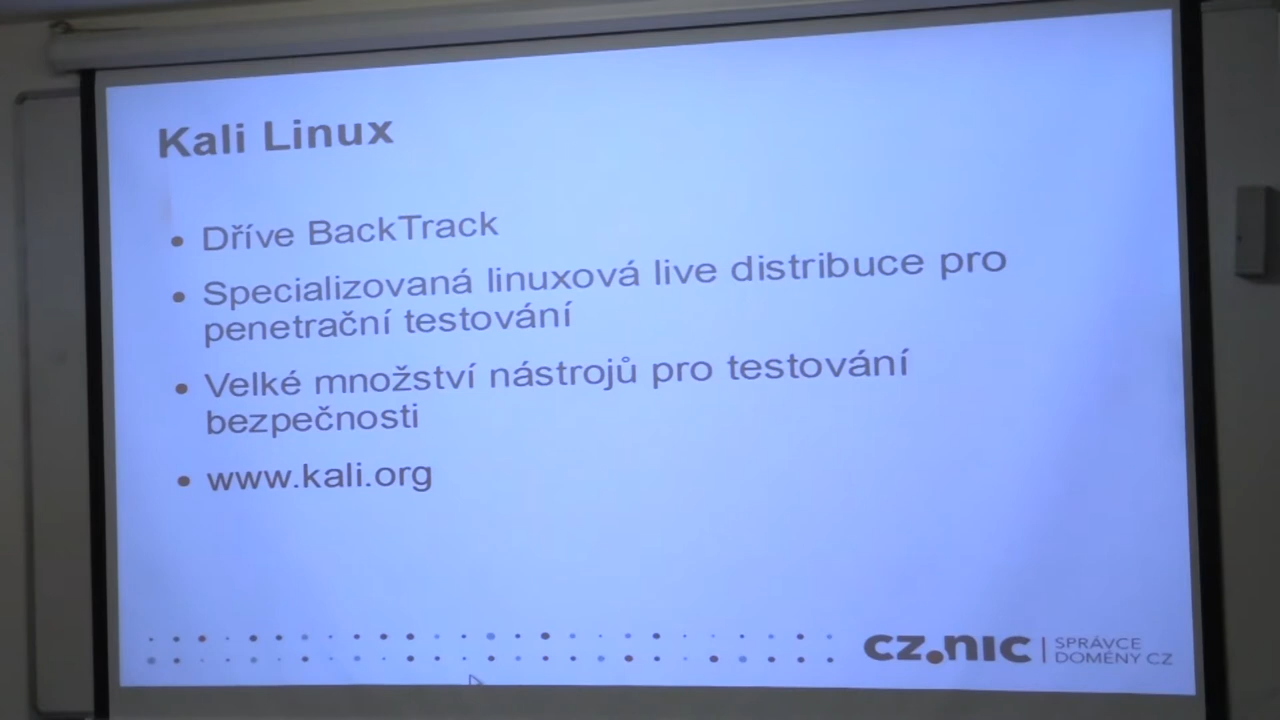 Kali Linux
Dříve BackTrack
Specializovaná linuxová live distribuce pro
penetrační testování
Velké množství nástrojů pro testování
bezpečnosti
www.kali.org
cz.nic | SPRÁVCE
DOMÉNY CZ